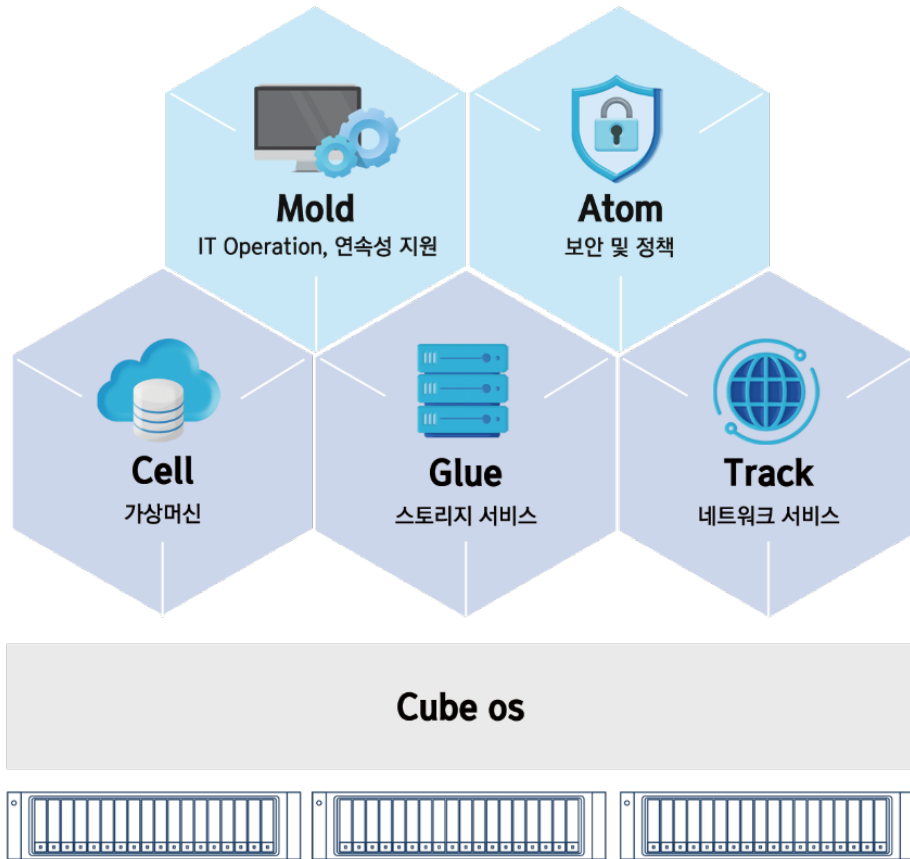 Mold
IT Operation, 연속성 지원
Atom
보안 및 정책
Cell
가상머신
Glue
스토리지 서비스
Track
네트워크 서비스
Cube os